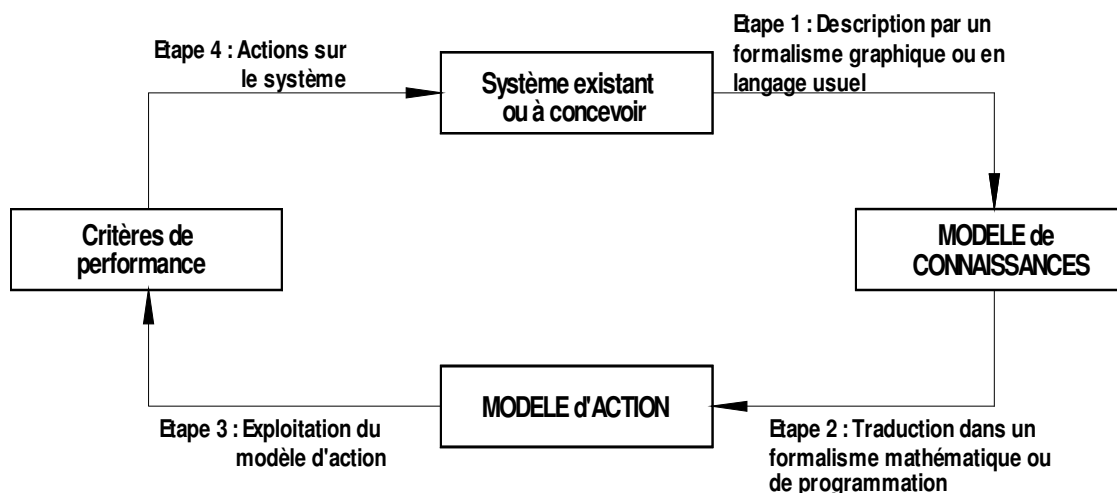 Etape 4 : Actions sur
le système
Système existant
ou à concevoir
Etape 1 : Description par un
formalisme graphique ou en
langage usuel
Critères de
performance
MODELE de
CONNAISSANCES
MODELE d'ACTION
Etape 3 : Exploitation du
modèle d'action
Etape 2 : Traduction dans un
formalisme mathématique ou
de programmation